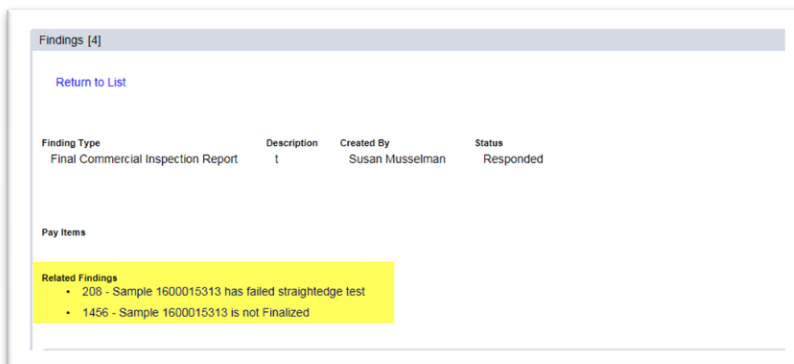 Findings [4]
Return to List
Finding Type Description Created By Status
Final Commercial Inspection Report t Susan Musselman Responded
Pay Items
Related Findings
• 208 - Sample 1600015313 has failed straightedge test
• 1456 - Sample 1600015313 is not Finalized